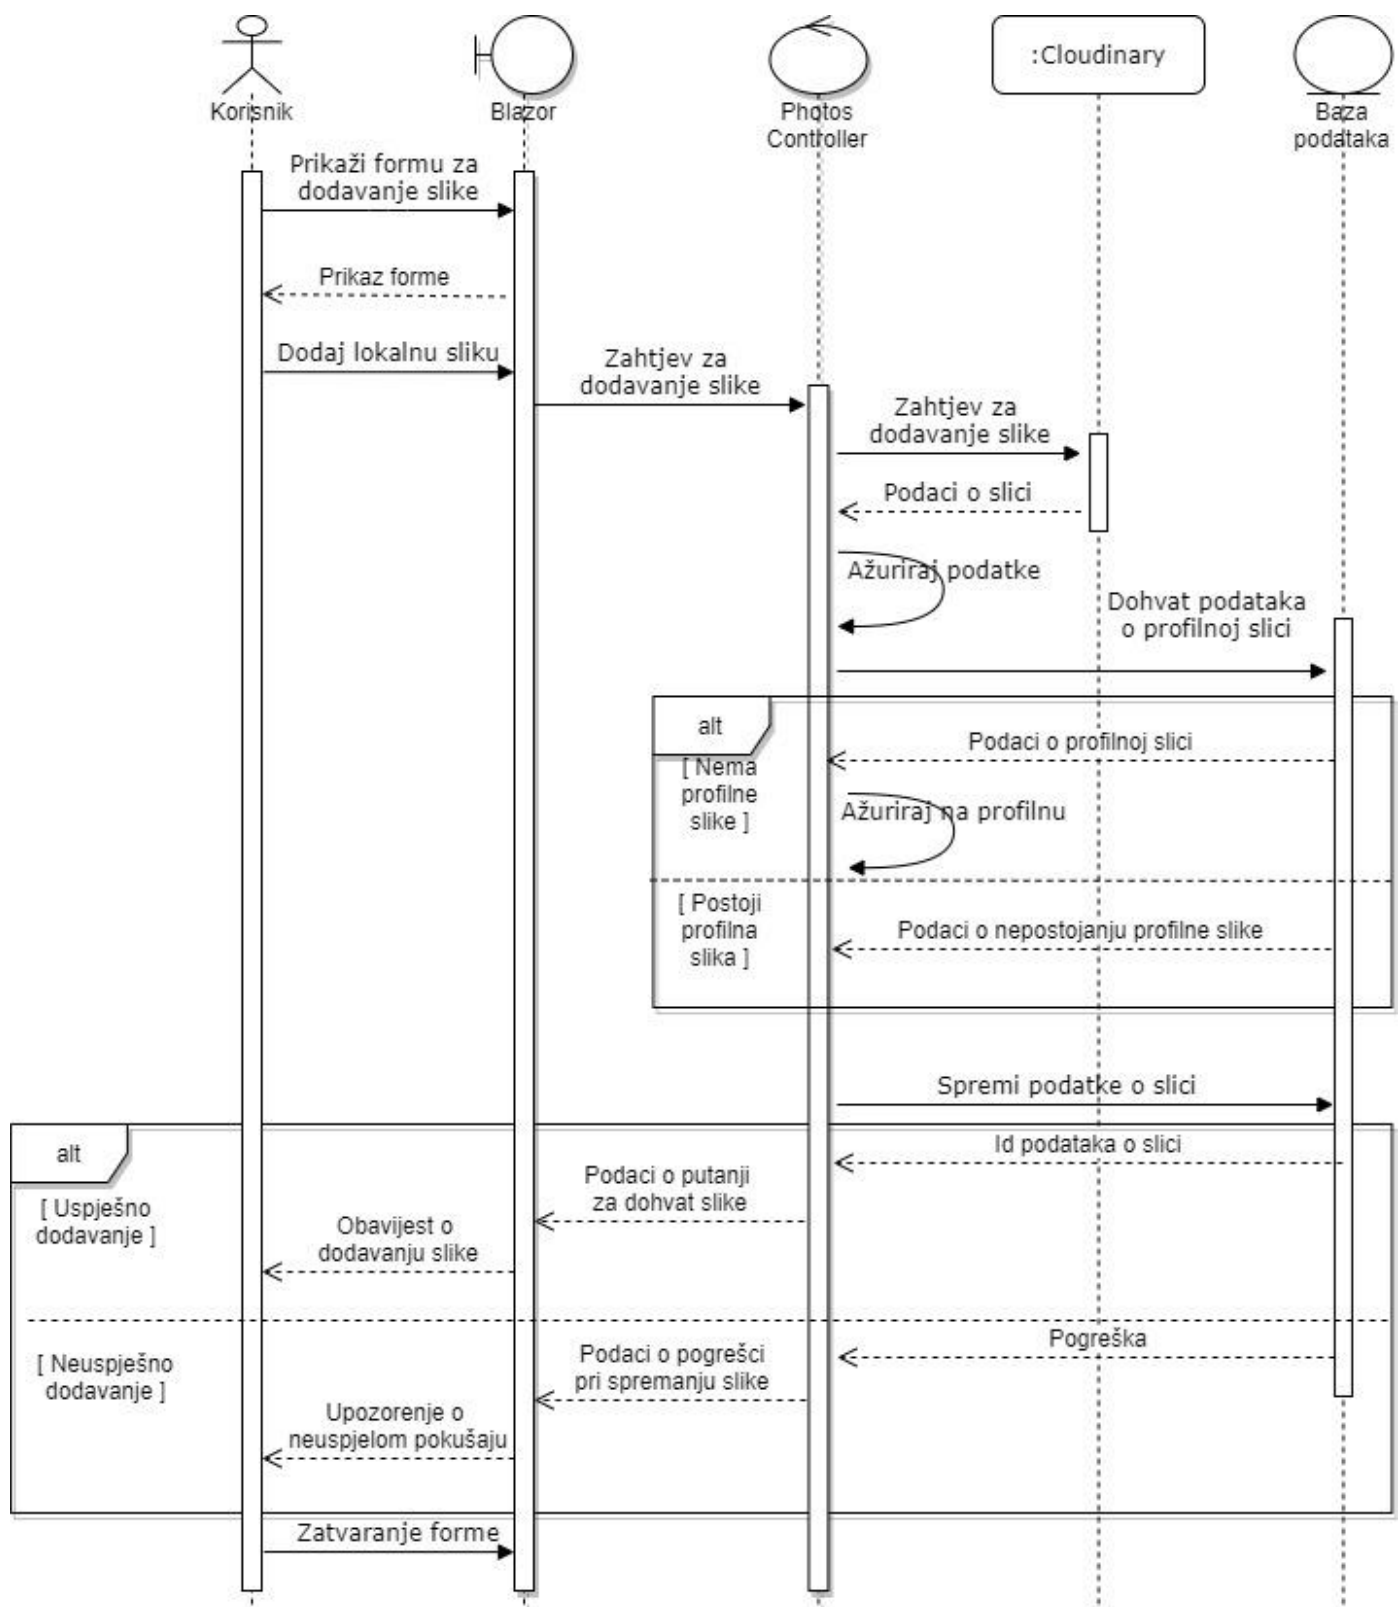 Korisnik
Blazor
Photos
Controller
:Cloudinary
Baza
podataka
Prikaži formu za
dodavanje slike
Prikaz forme
Dodaj lokalnu sliku
Zahtjev za
dodavanje slike
Zahtjev za
dodavanje slike
Podaci o slici
Ažuriraj podatke
Dohvat podataka
o profilnoj slici
alt
Podaci o profilnoj slici
[ Nema
profilne
slike ]
Ažuriraj na profilnu
[ Postoji
profilna
slika ]
Podaci o nepostojanju profilne slike
Spremi podatke o slici
alt
Id podataka o slici
[ Uspješno
dodavanje ]
Podaci o putanji
za dohvat slike
Obavijest o
dodavanju slike
Pogreška
[ Neuspješno
dodavanje ]
Podaci o pogrešci
pri spremanju slike
Upozorenje o
neuspjelom pokušaju
Zatvaranje forme